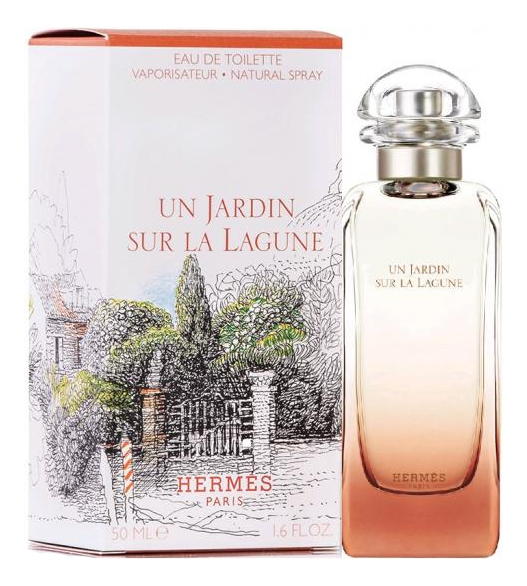 EAU DE TOILETTE
VAPORISATEUR • NATURAL SPRAY
UN JARDIN
SUR LA LAGUNE
HERMÈS
PARIS
50 ML e
1.6 FL.OZ.
UN JARDIN
SUR LA LAGUNE
HERMÈS
PARIS